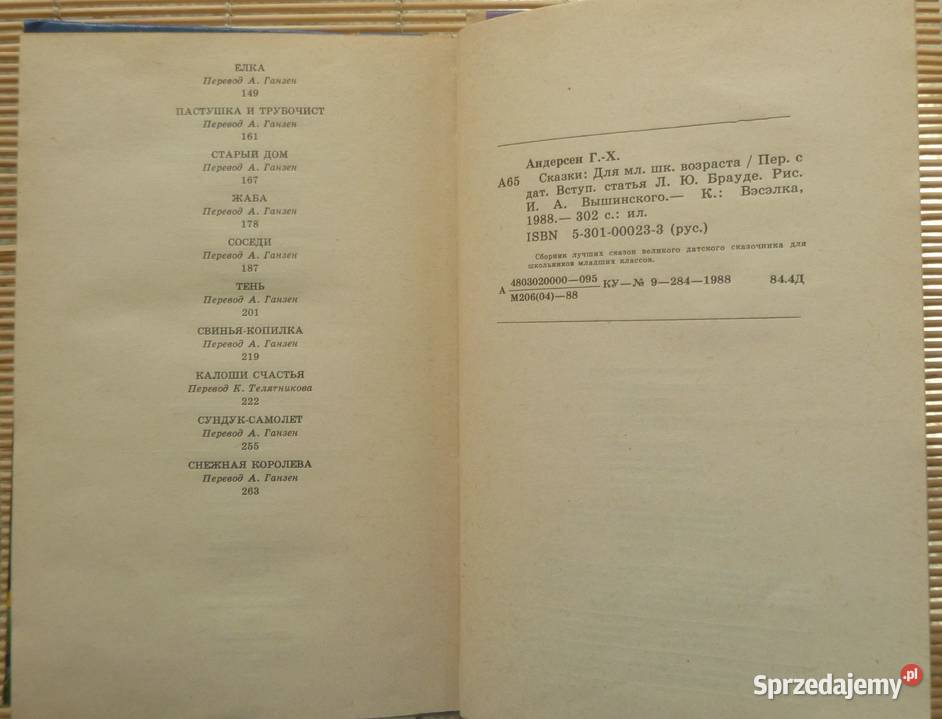 ЕЛКА
Перевод А. Ганзен
149
ПАСТУШКА И ТРУБОЧИСТ
Перевод А. Ганзен
161
СТАРЫЙ ДОМ
Перевод А. Ганзен
167
ЖАБА
Перевод А. Ганзен
178
СОСЕДИ
Перевод А. Ганзен
187
ТЕНЬ
Перевод А. Ганзен
201
СВИНЬЯ-КОПИЛКА
Перевод А. Ганзен
219
КАЛОШИ СЧАСТЬЯ
Перевод К. Телятникова
222
СУНДУК-САМОЛЕТ
Перевод А. Ганзен
255
СНЕЖНАЯ КОРОЛЕВА
Перевод А. Ганзен
263
Андерсен Г.-Х.
А65 Сказки: Для мл. шк. возраста / Пер. с
дат. Вступ. статья Л. Ю. Брауде. Рис.
И. А. Вышинского.— К.: Вэсэлка,
1988.— 302 с.: ил.
ISBN 5-301-00023-3 (рус.)
Сборник лучших сказок великого датского сказочника для
школьников младших классов.
А 4803020000—095 КУ—№ 9—284—1988 84.4Д
М206(04)—88
Sprzedajemy.pl